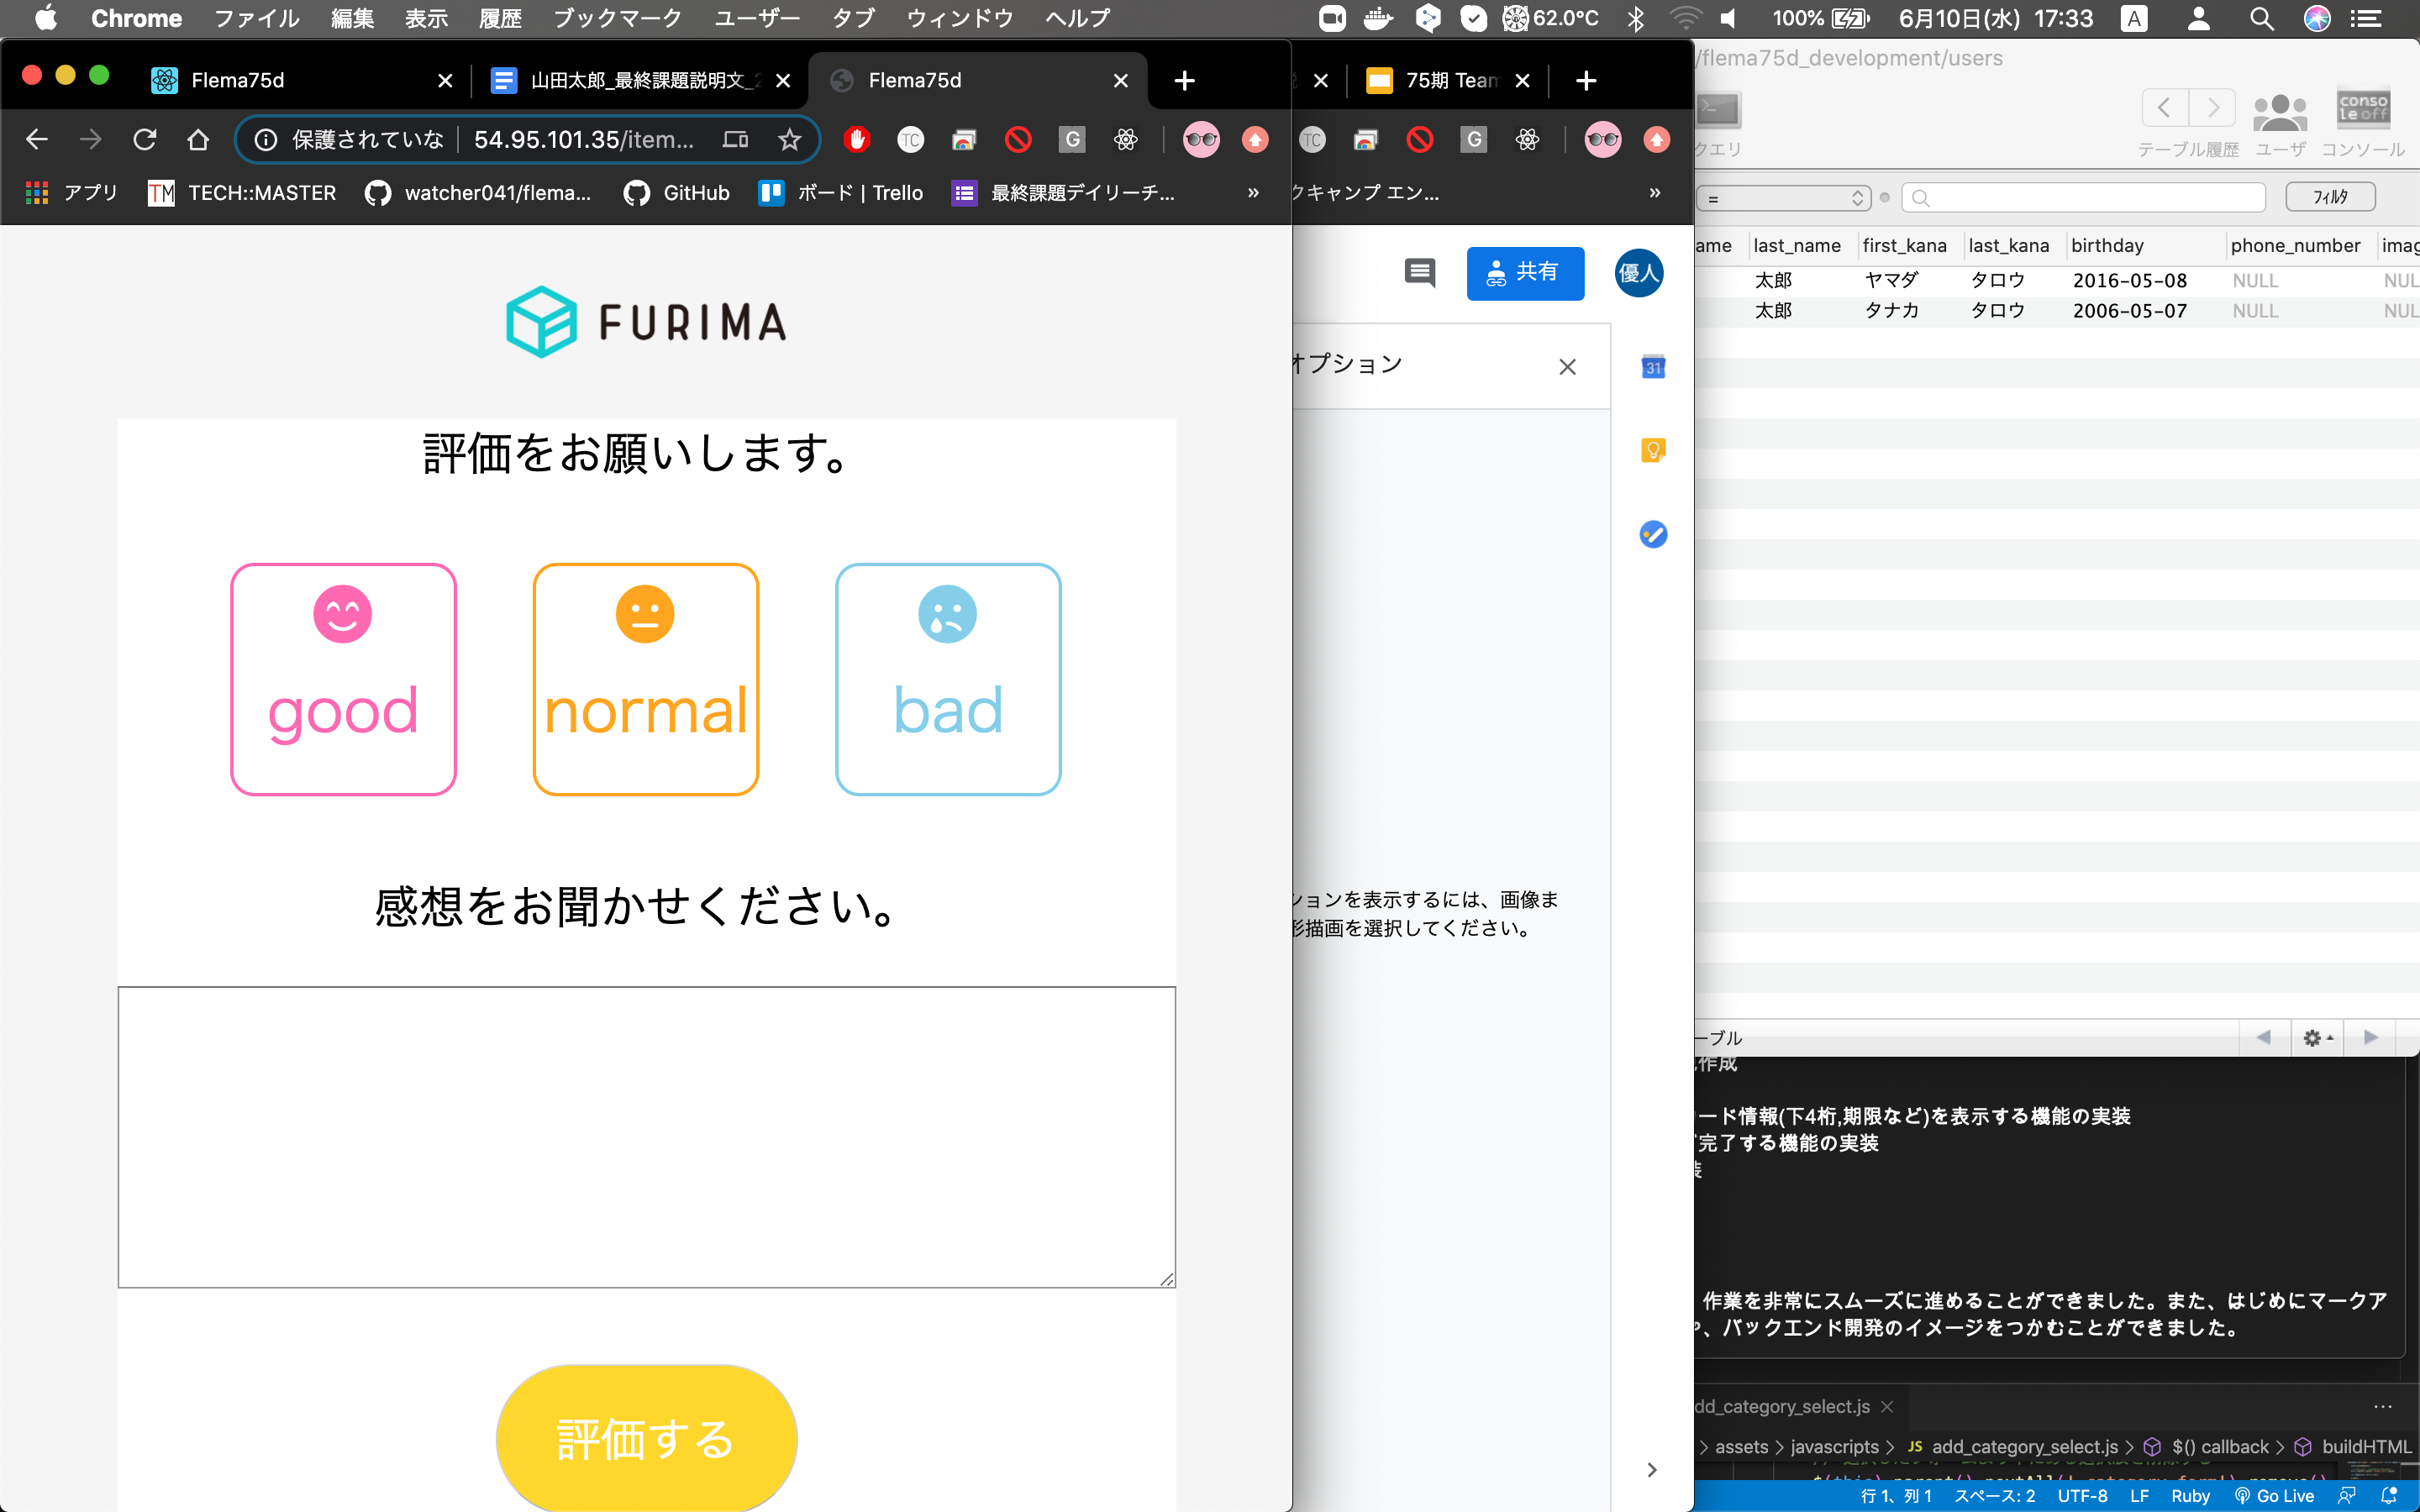 Chrome ファイル 編集 表示 履歴 ブックマーク ユーザー タブ ウィンドウ ヘルプ 62.0°C 100% 6月10日(水) 17:33 A
Flema75d
山田太郎_最終課題説明文_
Flema75d
75期 Team
保護されていな 54.95.101.35/item...
アプリ TECH::MASTER watcher041/flema... GitHub ボード | Trello 最終課題デイリーチ... »
クキャンプ エン... »
FURIMA
評価をお願いします。
good normal bad
感想をお聞かせください。
評価する
共有 優人
オプション
31
ションを表示するには、画像ま
形描画を選択してください。
/flema75d_development/users
クエリ テーブル履歴 ユーザ コンソール
conso
le off
= フィルタ
ame last_name first_kana last_kana birthday phone_number imag
太郎 ヤマダ タロウ 2016-05-08 NULL NUL
太郎 タナカ タロウ 2006-05-07 NULL NUL
ーブル
作成
ード情報(下4桁,期限など)を表示する機能の実装
完了する機能の実装
装
作業を非常にスムーズに進めることができました。また、はじめにマークア
、バックエンド開発のイメージをつかむことができました。
dd_category_select.js
assets > javascripts > JS add_category_select.js > $() callback > buildHTML
行 1、列 1 スペース: 2 UTF-8 LF Ruby Go Live